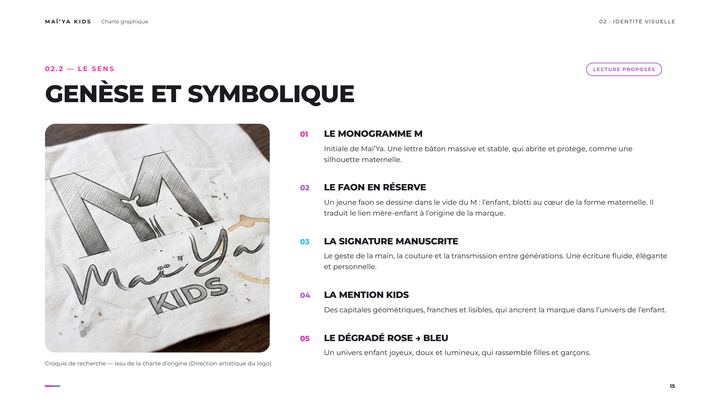 MAÏ'YA KIDS Charte graphique
02 · IDENTITÉ VISUELLE
02.2 — LE SENS
LECTURE PROPOSÉE
GENÈSE ET SYMBOLIQUE
M
Maï'Ya
KIDS
Croquis de recherche — issu de la charte d'origine (Direction artistique du logo)
01 LE MONOGRAMME M
Initiale de Maï'Ya. Une lettre bâton massive et stable, qui abrite et protège, comme une
silhouette maternelle.
02 LE FAON EN RÉSERVE
Un jeune faon se dessine dans le vide du M : l'enfant, blotti au cœur de la forme maternelle. Il
traduit le lien mère-enfant à l'origine de la marque.
03 LA SIGNATURE MANUSCRITE
Le geste de la main, la couture et la transmission entre générations. Une écriture fluide, élégante
et personnelle.
04 LA MENTION KIDS
Des capitales géométriques, franches et lisibles, qui ancrent la marque dans l'univers de l'enfant.
05 LE DÉGRADÉ ROSE → BLEU
Un univers enfant joyeux, doux et lumineux, qui rassemble filles et garçons.
15